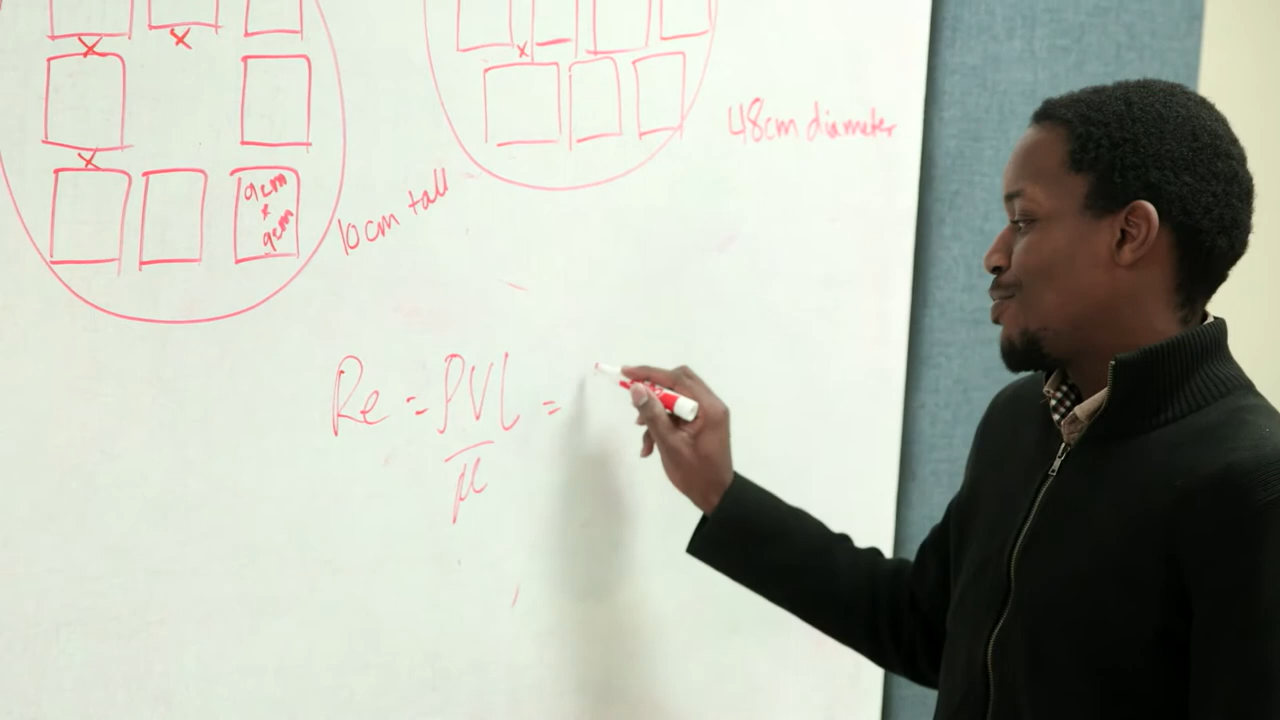 48cm diameter
9cm
x
9cm
10cm tall
Re = ρVL =
μ